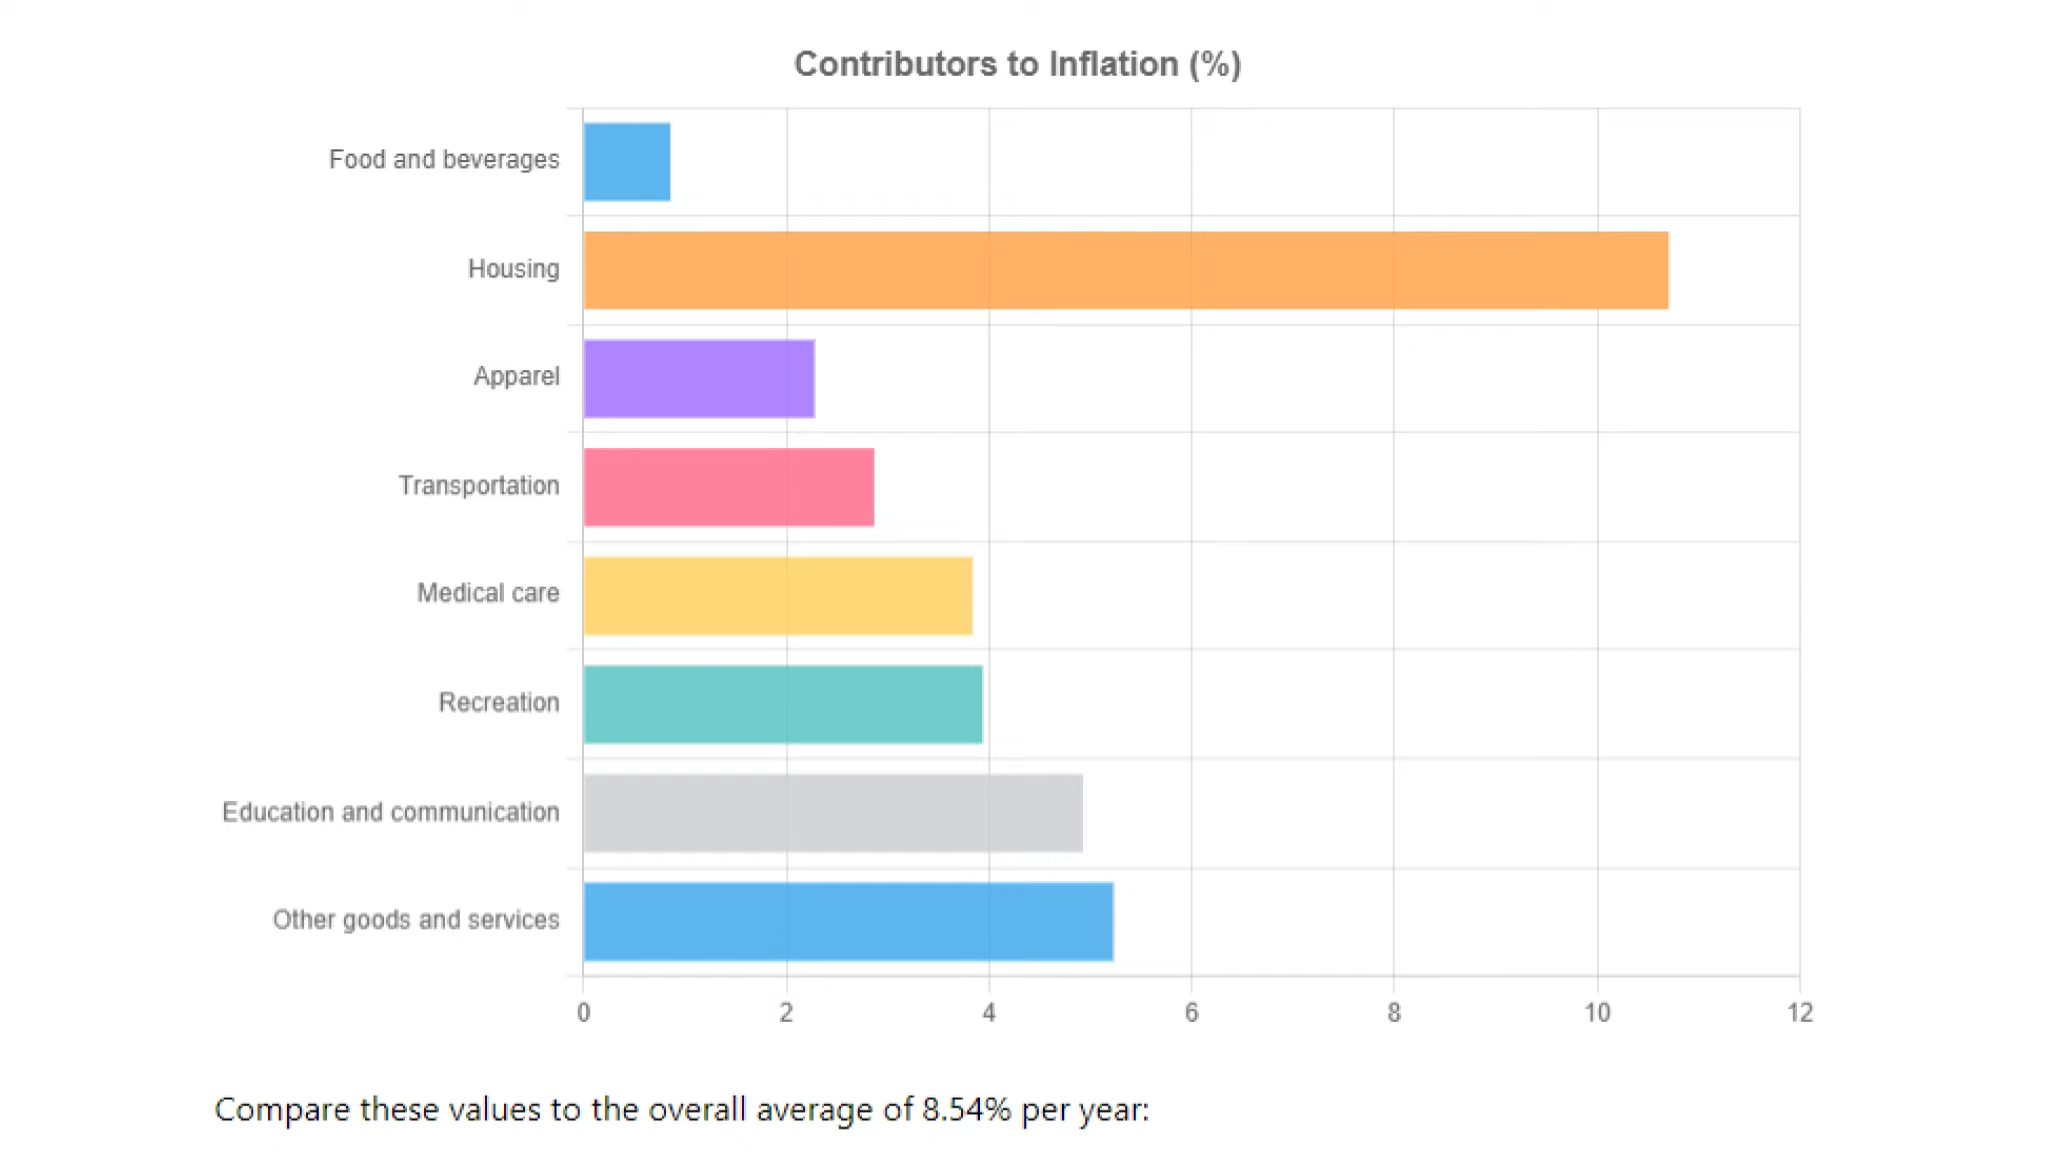 Contributors to Inflation (%)
Food and beverages
Housing
Apparel
Transportation
Medical care
Recreation
Education and communication
Other goods and services
0 2 4 6 8 10 12
Compare these values to the overall average of 8.54% per year: